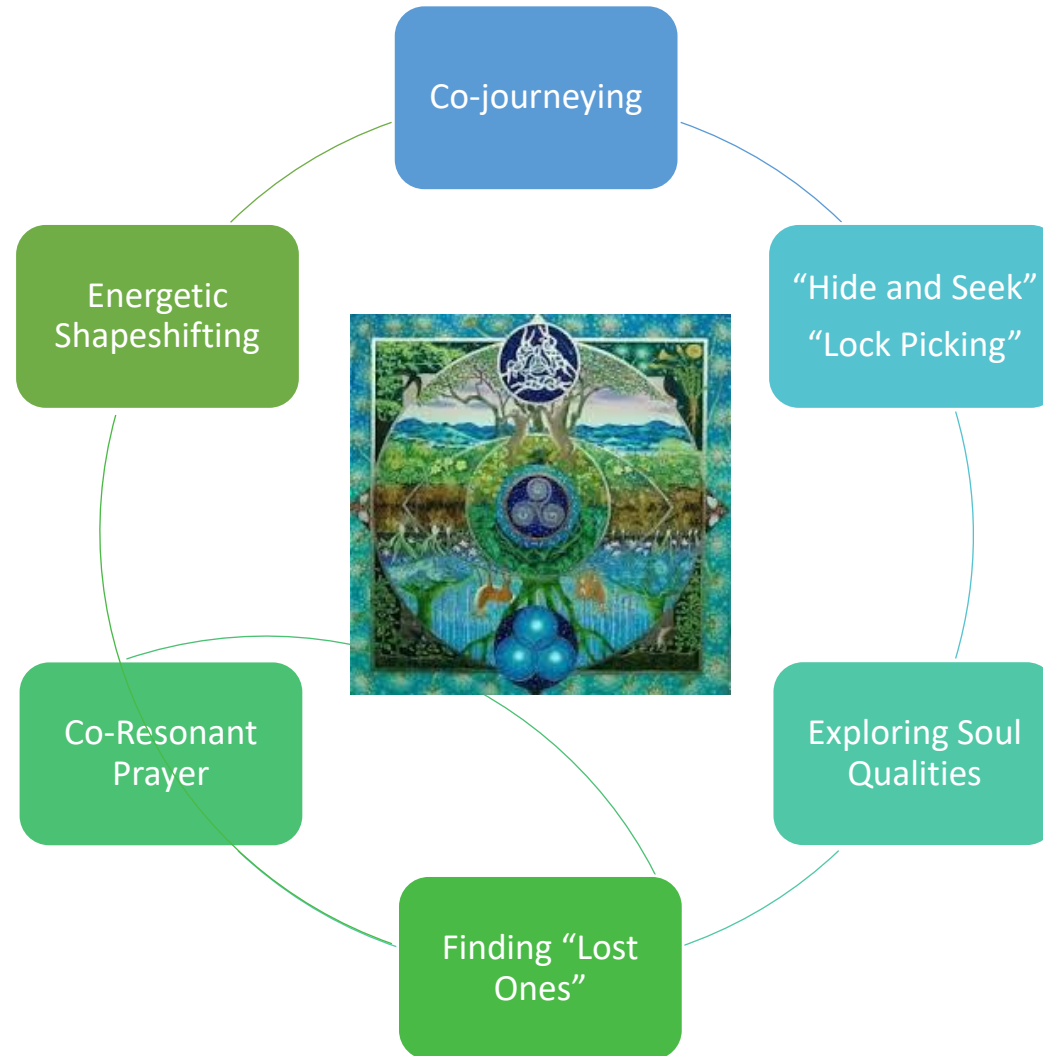 Co-journeying
“Hide and Seek”
“Lock Picking”
Exploring Soul
Qualities
Finding “Lost
Ones”
Co-Resonant
Prayer
Energetic
Shapeshifting